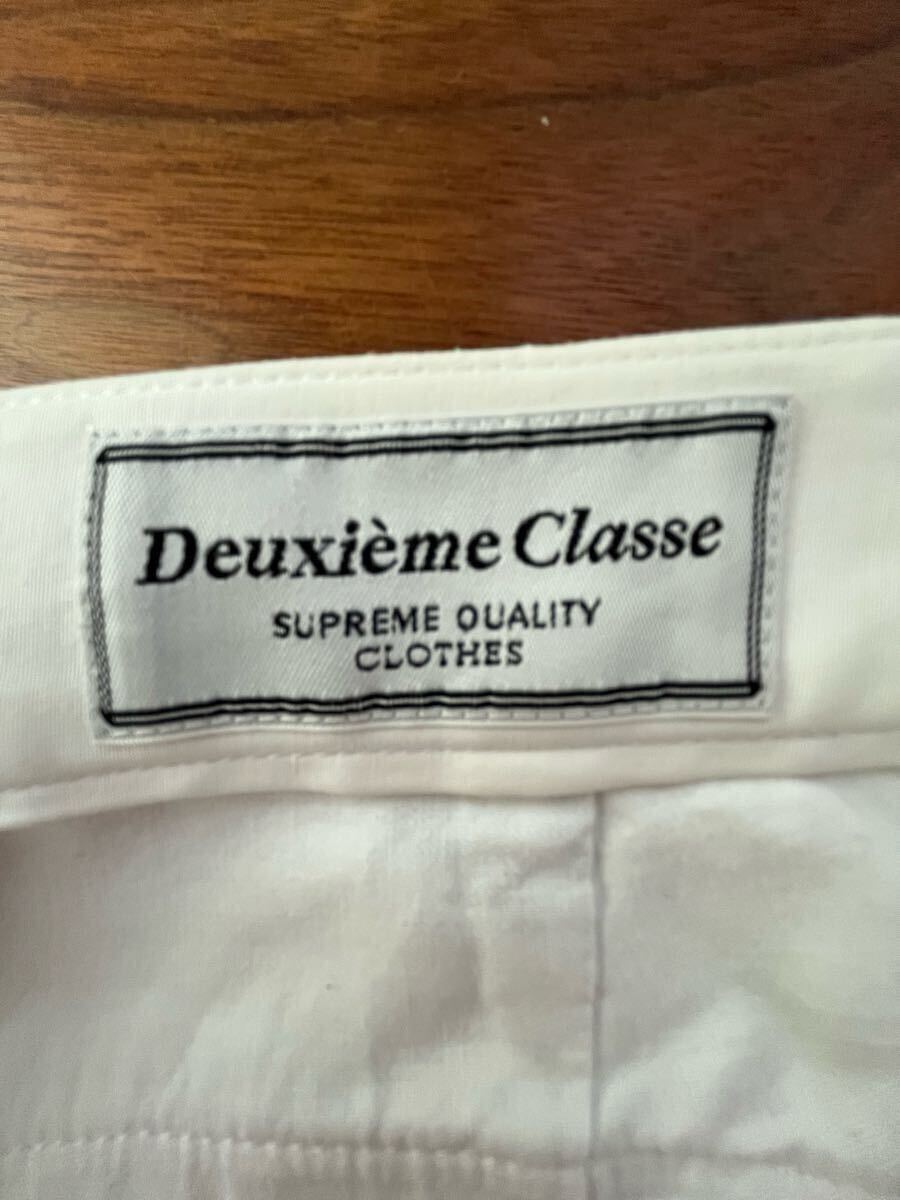 Deuxième Classe
SUPREME QUALITY
CLOTHES